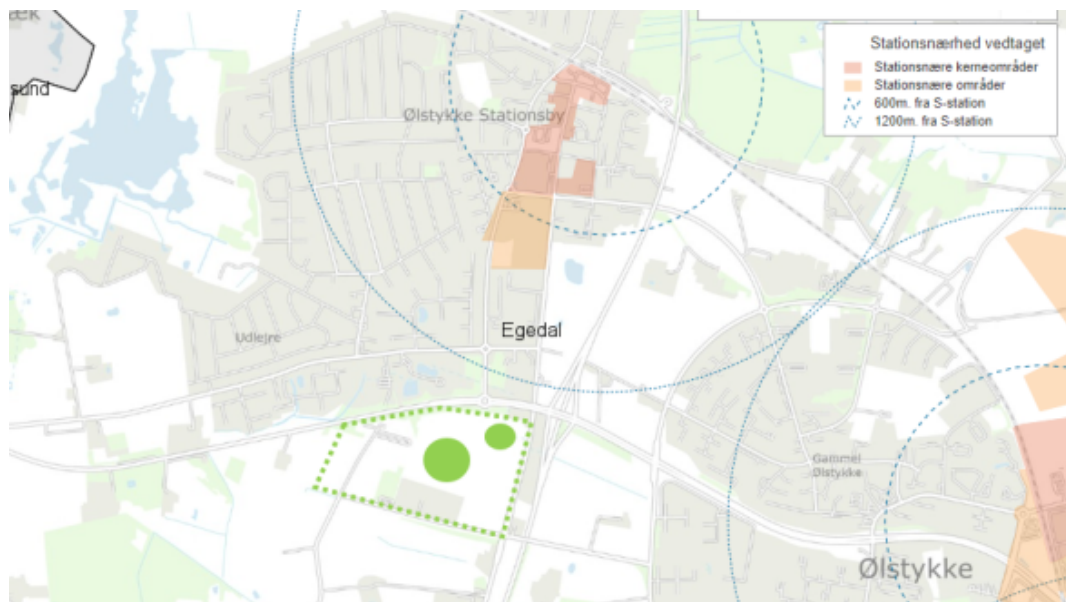 æk
sund
Stationsnærhed vedtaget
Stationsnære kerneområder
Stationsnære områder
600m. fra S-station
1200m. fra S-station
Ølstykke Stationsby
Udlejre
Egedal
Gammel
Ølstykke
Ølstykke